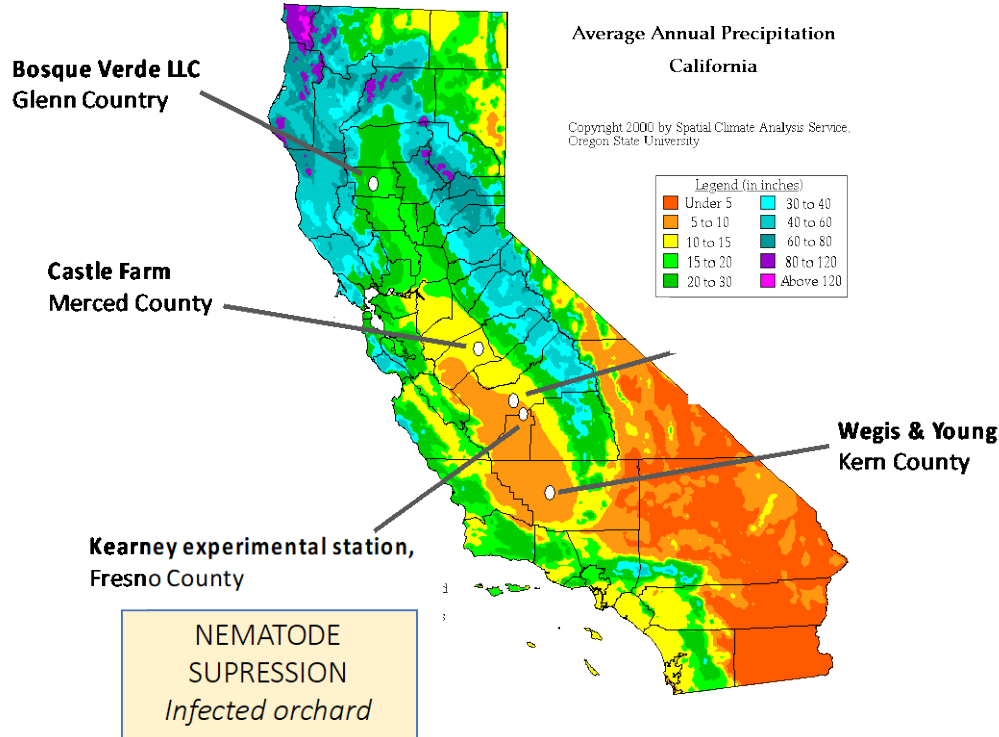 Average Annual Precipitation
California
Copyright 2000 by Spatial Climate Analysis Service,
Oregon State University
Legend (in inches)
Under 5
5 to 10
10 to 15
15 to 20
20 to 30
30 to 40
40 to 60
60 to 80
80 to 120
Above 120
Bosque Verde LLC
Glenn Country
Castle Farm
Merced County
Wegis & Young
Kern County
Kearney experimental station,
Fresno County
NEMATODE
SUPRESSION
Infected orchard